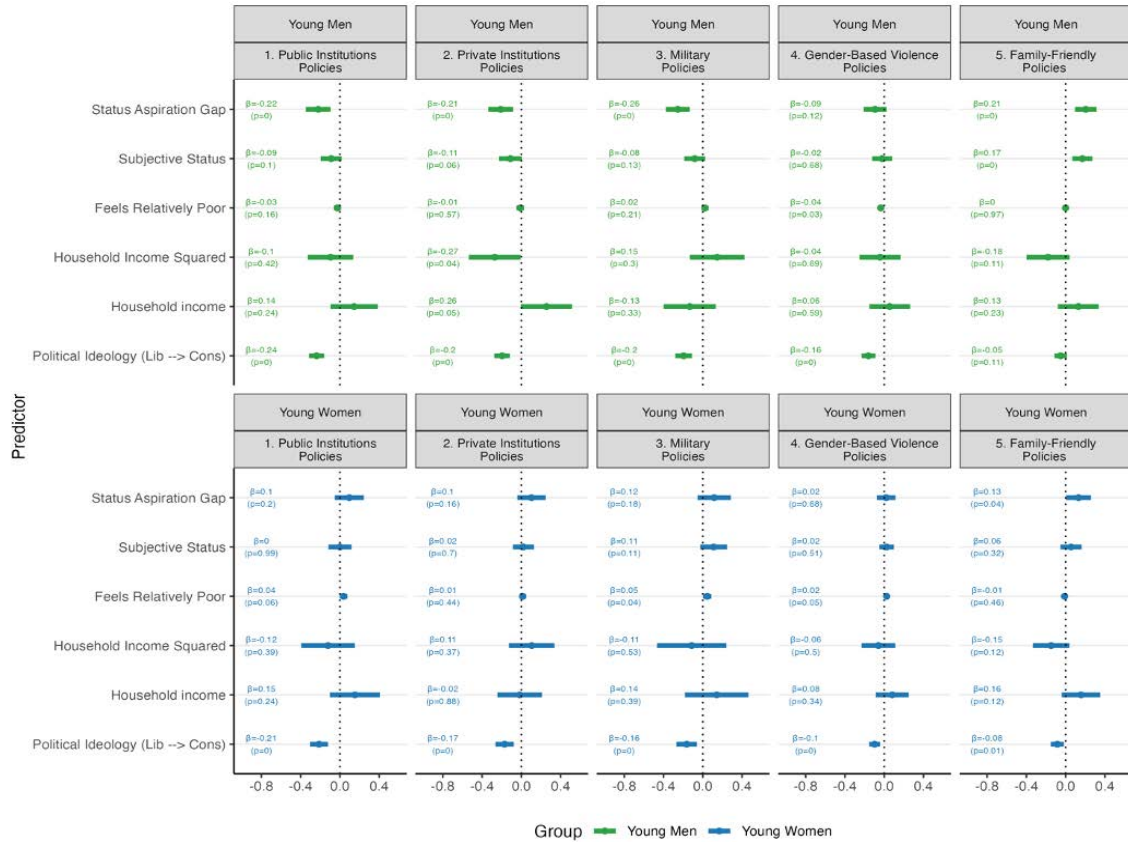 Young Men Young Men Young Men Young Men Young Men
1. Public Institutions Policies 2. Private Institutions Policies 3. Military Policies 4. Gender-Based Violence Policies 5. Family-Friendly Policies
Status Aspiration Gap β=-0.22 (p=0) β=-0.21 (p=0) β=-0.26 (p=0) β=-0.09 (p=0.12) β=0.21 (p=0)
Subjective Status β=-0.09 (p=0.1) β=-0.11 (p=0.06) β=-0.08 (p=0.13) β=-0.02 (p=0.68) β=0.17 (p=0)
Feels Relatively Poor β=-0.03 (p=0.16) β=-0.01 (p=0.57) β=0.02 (p=0.21) β=-0.04 (p=0.03) β=0 (p=0.97)
Household Income Squared β=-0.1 (p=0.42) β=-0.27 (p=0.04) β=0.15 (p=0.3) β=-0.04 (p=0.69) β=-0.18 (p=0.11)
Household income β=0.14 (p=0.24) β=0.26 (p=0.05) β=-0.13 (p=0.33) β=0.06 (p=0.59) β=0.13 (p=0.23)
Political Ideology (Lib --> Cons) β=-0.24 (p=0) β=-0.2 (p=0) β=-0.2 (p=0) β=-0.16 (p=0) β=-0.05 (p=0.11)
Predictor
Young Women Young Women Young Women Young Women Young Women
1. Public Institutions Policies 2. Private Institutions Policies 3. Military Policies 4. Gender-Based Violence Policies 5. Family-Friendly Policies
Status Aspiration Gap β=0.1 (p=0.2) β=0.1 (p=0.16) β=0.12 (p=0.18) β=0.02 (p=0.68) β=0.13 (p=0.04)
Subjective Status β=0 (p=0.99) β=0.02 (p=0.7) β=0.11 (p=0.11) β=0.02 (p=0.51) β=0.06 (p=0.32)
Feels Relatively Poor β=0.04 (p=0.06) β=0.01 (p=0.44) β=0.05 (p=0.04) β=0.02 (p=0.05) β=-0.01 (p=0.46)
Household Income Squared β=-0.12 (p=0.39) β=0.11 (p=0.37) β=-0.11 (p=0.53) β=-0.06 (p=0.5) β=-0.15 (p=0.12)
Household income β=0.15 (p=0.24) β=-0.02 (p=0.88) β=0.14 (p=0.39) β=0.08 (p=0.34) β=0.16 (p=0.12)
Political Ideology (Lib --> Cons) β=-0.21 (p=0) β=-0.17 (p=0) β=-0.16 (p=0) β=-0.1 (p=0) β=-0.08 (p=0.01)
-0.8 -0.4 0.0 0.4 -0.8 -0.4 0.0 0.4 -0.8 -0.4 0.0 0.4 -0.8 -0.4 0.0 0.4 -0.8 -0.4 0.0 0.4
Group Young Men Young Women